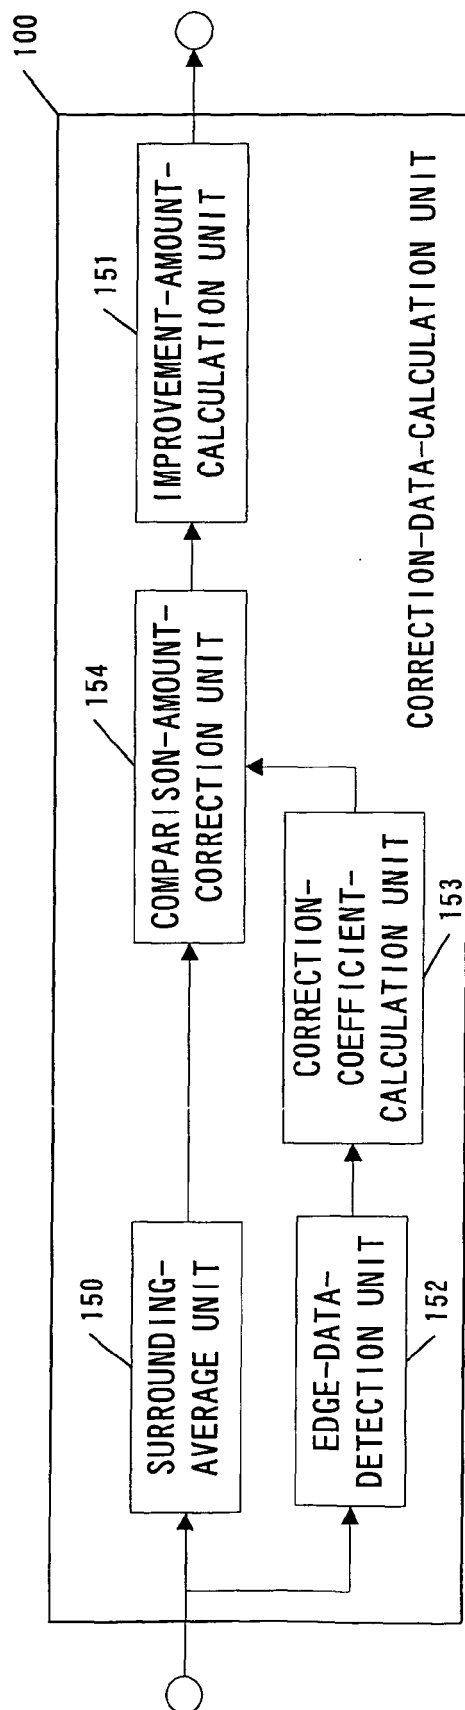 100
150
SURROUNDING-
AVERAGE UNIT
154
COMPARISON-AMOUNT-
CORRECTION UNIT
151
IMPROVEMENT-AMOUNT-
CALCULATION UNIT
EDGE-DATA-
DETECTION UNIT
152
CORRECTION-
COEFFICIENT-
CALCULATION UNIT
153
CORRECTION-DATA-CALCULATION UNIT